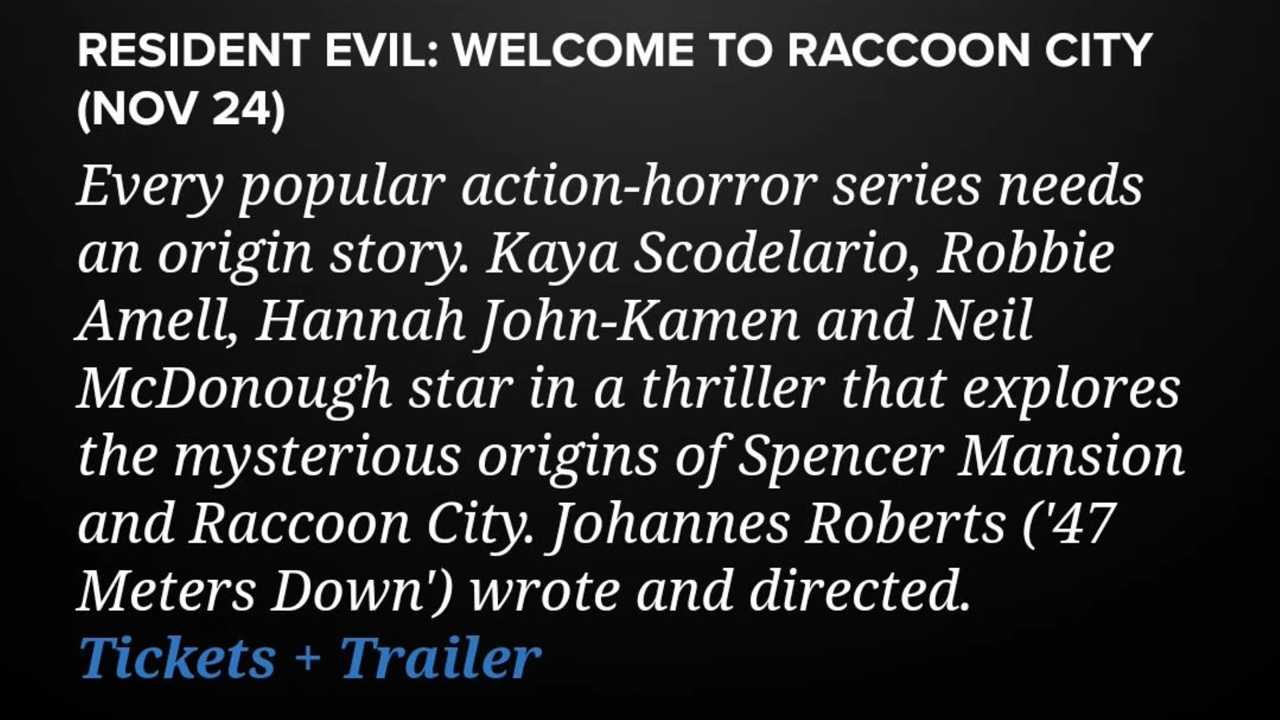 RESIDENT EVIL: WELCOME TO RACCOON CITY
(NOV 24)
Every popular action-horror series needs
an origin story. Kaya Scodelario, Robbie
Amell, Hannah John-Kamen and Neil
McDonough star in a thriller that explores
the mysterious origins of Spencer Mansion
and Raccoon City. Johannes Roberts ('47
Meters Down') wrote and directed.
Tickets + Trailer